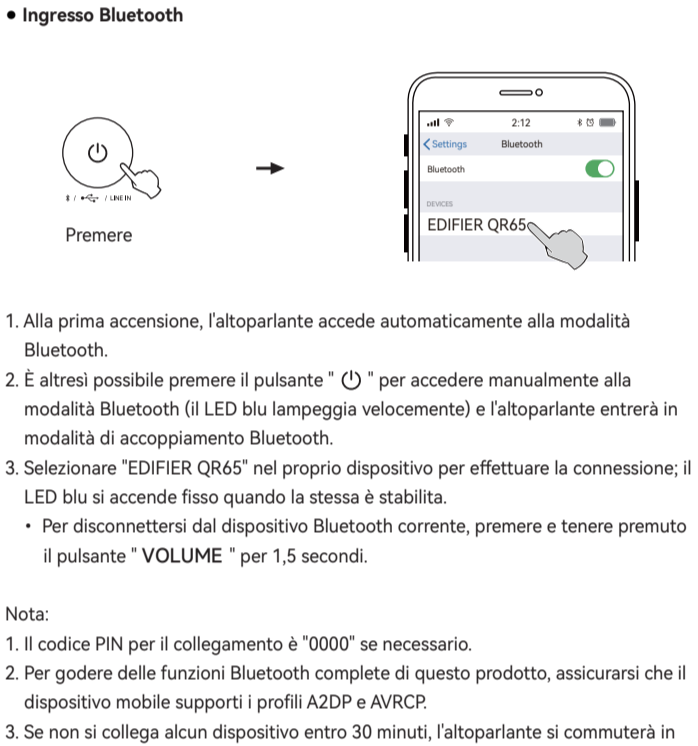 • Ingresso Bluetooth
2:12
Settings
Bluetooth
Bluetooth
DEVICES
EDIFIER QR65
/ / LINE IN
Premere
1. Alla prima accensione, l'altoparlante accede automaticamente alla modalità
Bluetooth.
2. È altresì possibile premere il pulsante " " per accedere manualmente alla
modalità Bluetooth (il LED blu lampeggia velocemente) e l'altoparlante entrerà in
modalità di accoppiamento Bluetooth.
3. Selezionare "EDIFIER QR65" nel proprio dispositivo per effettuare la connessione; il
LED blu si accende fisso quando la stessa è stabilita.
• Per disconnettersi dal dispositivo Bluetooth corrente, premere e tenere premuto
il pulsante " VOLUME " per 1,5 secondi.
Nota:
1. Il codice PIN per il collegamento è "0000" se necessario.
2. Per godere delle funzioni Bluetooth complete di questo prodotto, assicurarsi che il
dispositivo mobile supporti i profili A2DP e AVRCP.
3. Se non si collega alcun dispositivo entro 30 minuti, l'altoparlante si commuterà in